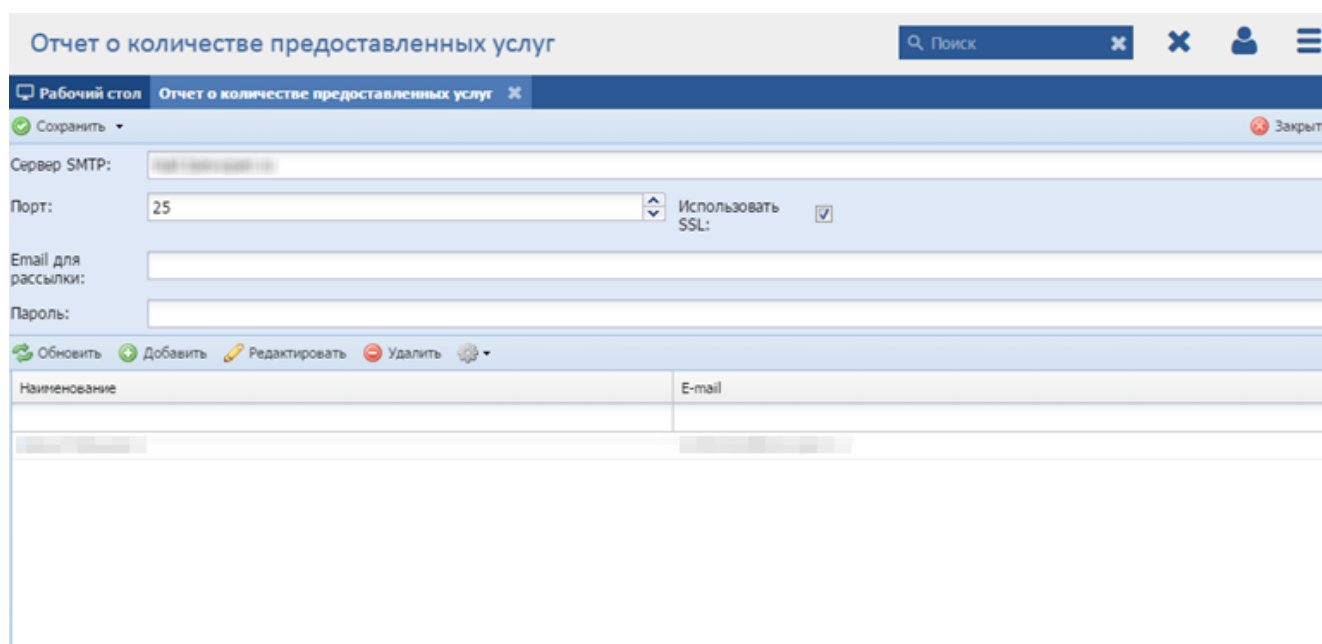 Отчет о количестве предоставленных услуг
Поиск
Рабочий стол Отчет о количестве предоставленных услуг
Сохранить Закрыт
Сервер SMTP:
Порт: 25 Использовать
SSL:
Email для
рассылки:
Пароль:
Обновить Добавить Редактировать Удалить
Наименование E-mail